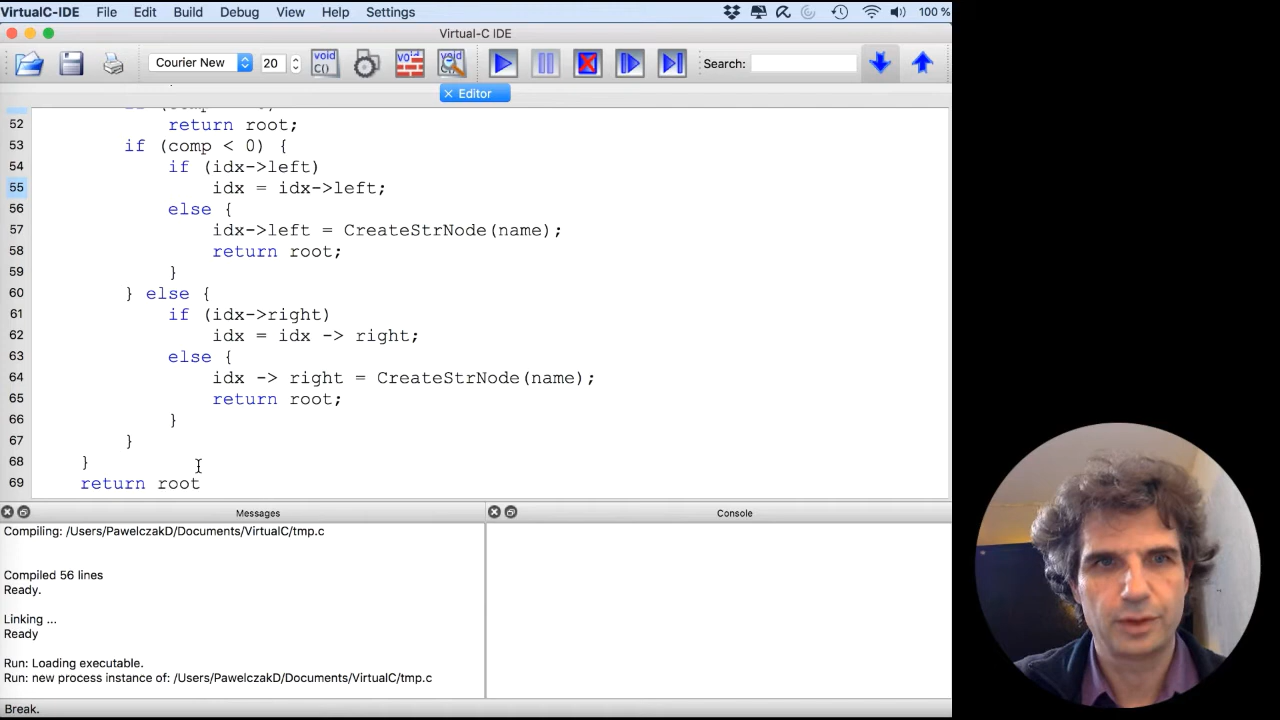 VirtualC-IDE File Edit Build Debug View Help Settings 100 %
Virtual-C IDE
Courier New 20 void C() void void C() Search:
Editor
52 return root;
53 if (comp < 0) {
54 if (idx->left)
55 idx = idx->left;
56 else {
57 idx->left = CreateStrNode(name);
58 return root;
59 }
60 } else {
61 if (idx->right)
62 idx = idx -> right;
63 else {
64 idx -> right = CreateStrNode(name);
65 return root;
66 }
67 }
68 }
69 return root
Messages Console
Compiling: /Users/PawelczakD/Documents/VirtualC/tmp.c
Compiled 56 lines
Ready.
Linking ...
Ready
Run: Loading executable.
Run: new process instance of: /Users/PawelczakD/Documents/VirtualC/tmp.c
Break.